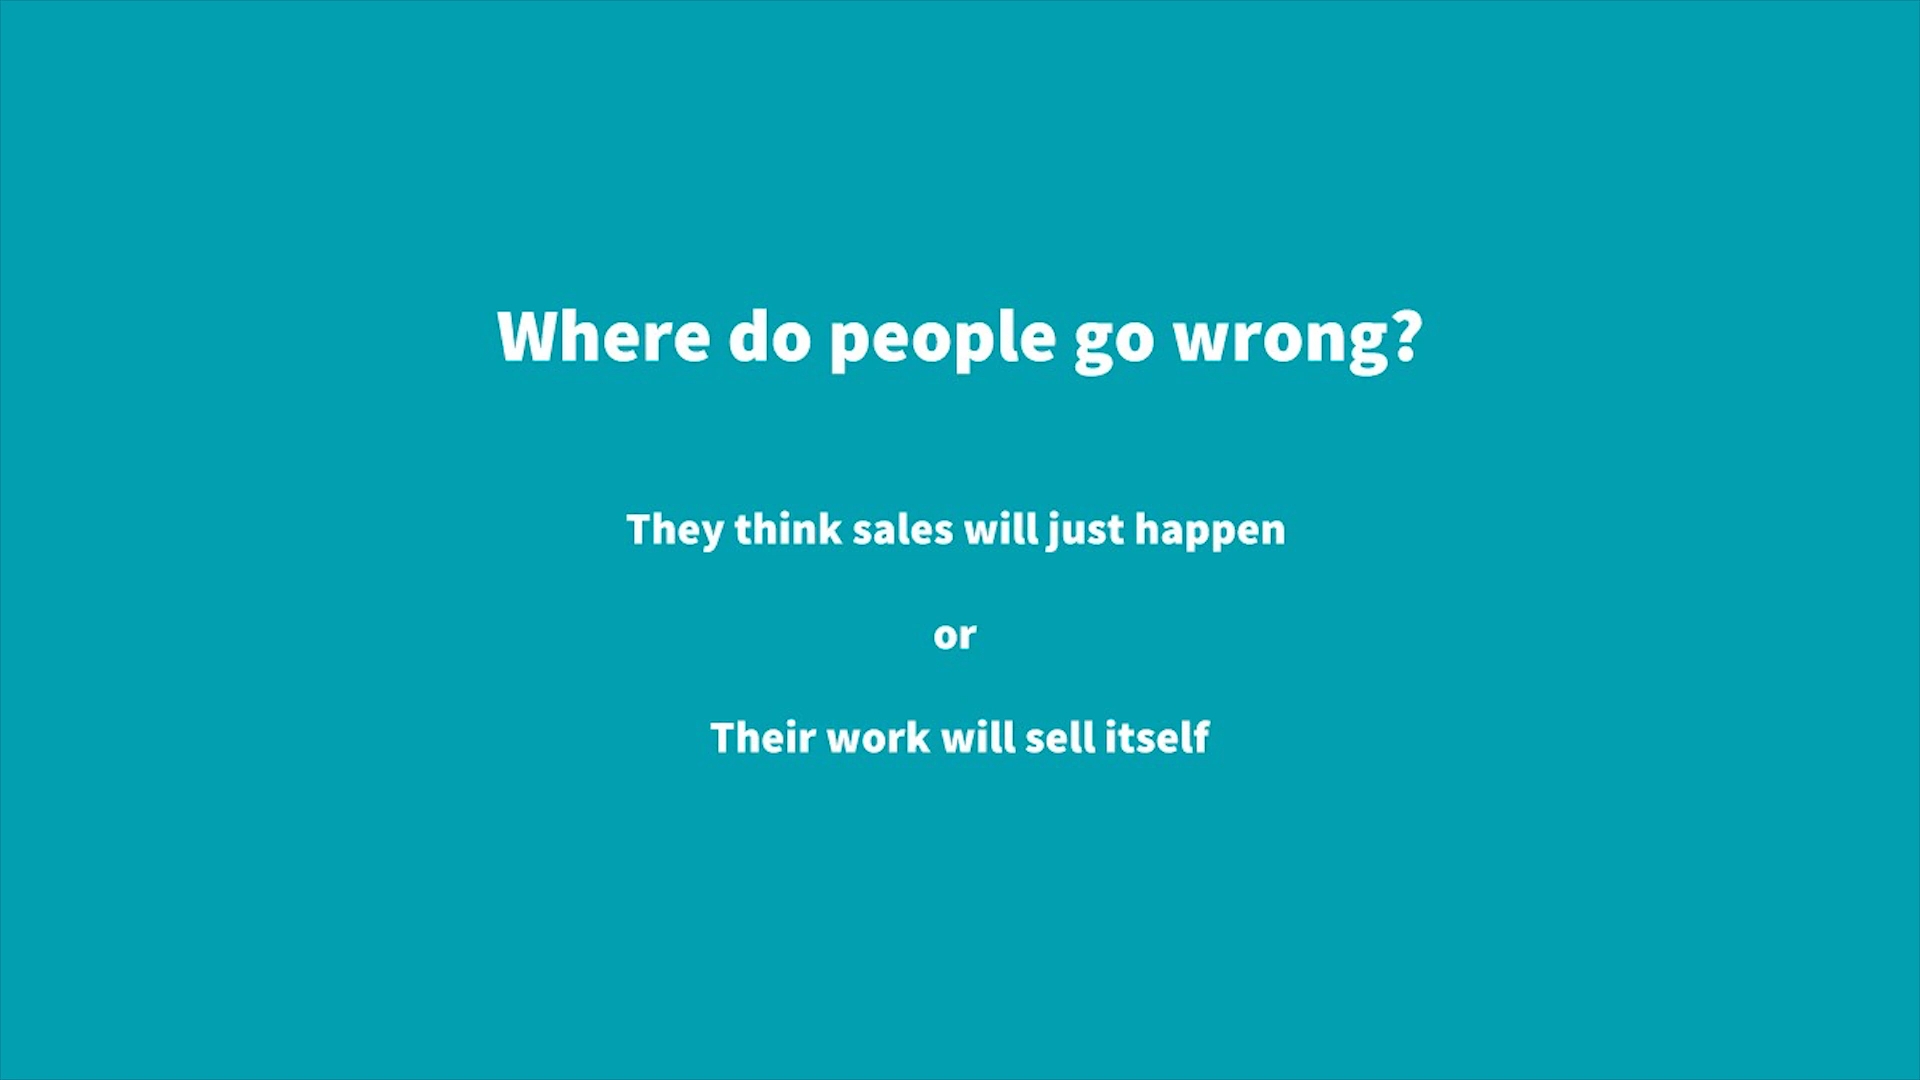 Where do people go wrong?
They think sales will just happen
or
Their work will sell itself